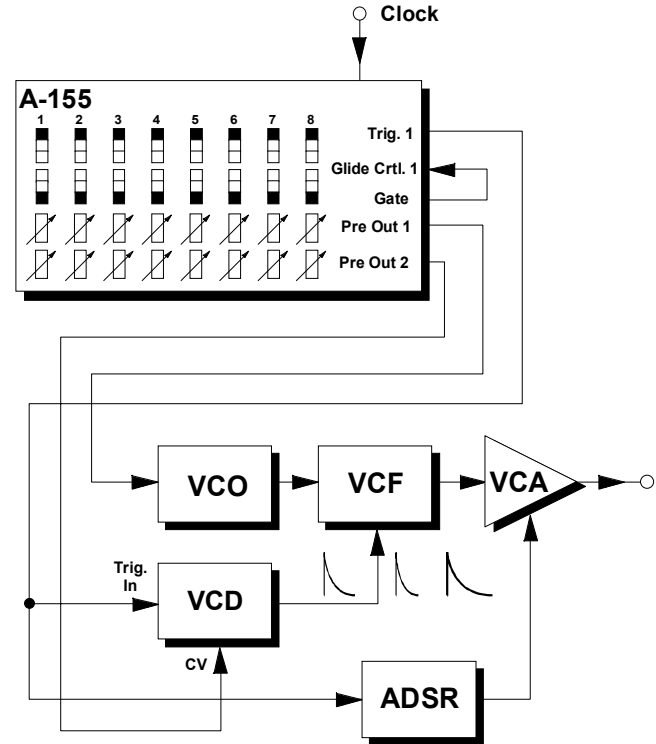 Clock
A-155
1 2 3 4 5 6 7 8
Trig. 1
Glide Crtl. 1
Gate
Pre Out 1
Pre Out 2
VCO
VCF
VCA
Trig.
In
VCD
CV
ADSR